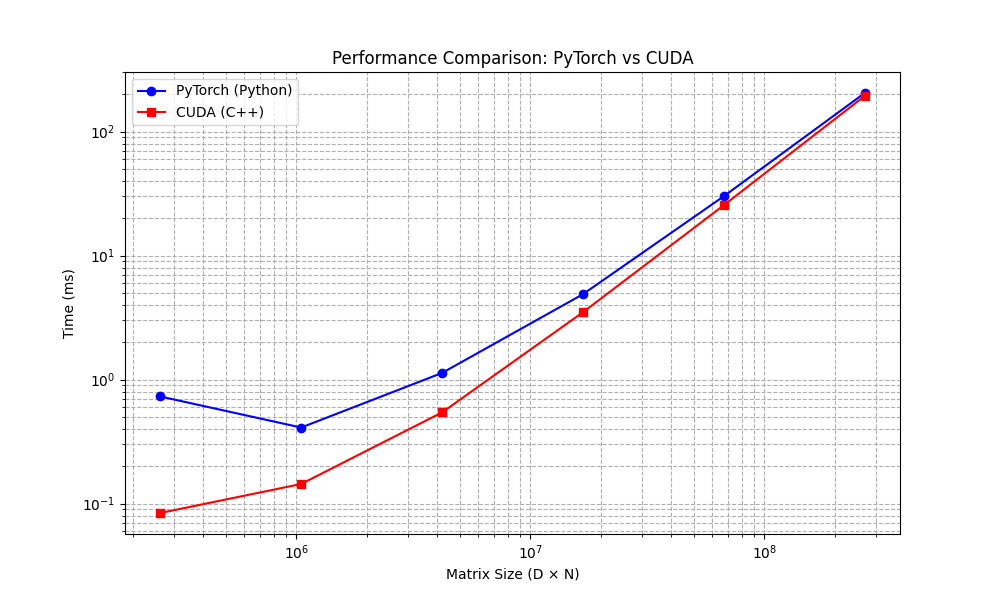 Performance Comparison: PyTorch vs CUDA
PyTorch (Python)
CUDA (C++)
Time (ms)
10²
10¹
10⁰
10⁻¹
10⁶ 10⁷ 10⁸
Matrix Size (D × N)